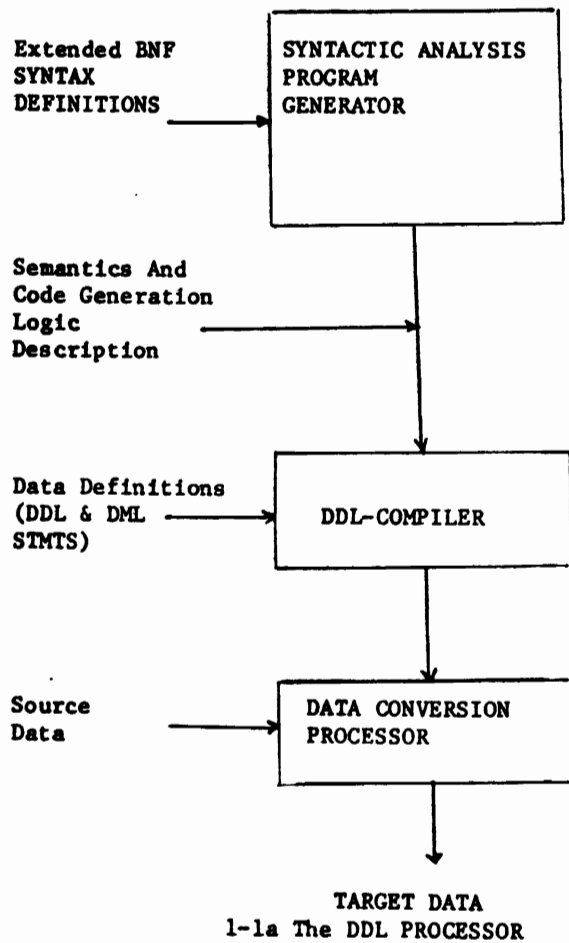 Extended BNF
SYNTAX
DEFINITIONS
SYNTACTIC ANALYSIS
PROGRAM
GENERATOR
Semantics And
Code Generation
Logic
Description
Data Definitions
(DDL & DML
STMTS)
DDL-COMPILER
Source
Data
DATA CONVERSION
PROCESSOR
TARGET DATA
1-1a The DDL PROCESSOR